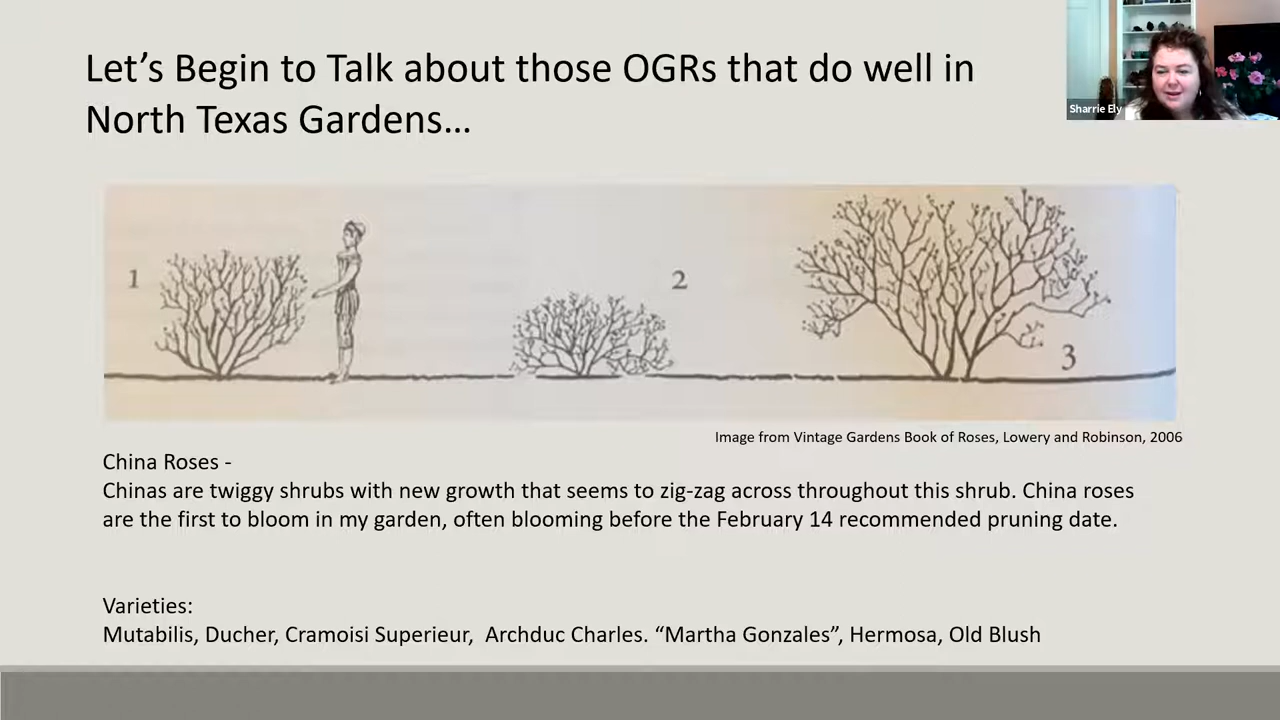 Let's Begin to Talk about those OGRs that do well in
North Texas Gardens…
Sharrie Ely
1
2
3
Image from Vintage Gardens Book of Roses, Lowery and Robinson, 2006
China Roses -
Chinas are twiggy shrubs with new growth that seems to zig-zag across throughout this shrub. China roses
are the first to bloom in my garden, often blooming before the February 14 recommended pruning date.
Varieties:
Mutabilis, Ducher, Cramoisi Superieur,  Archduc Charles. “Martha Gonzales”, Hermosa, Old Blush